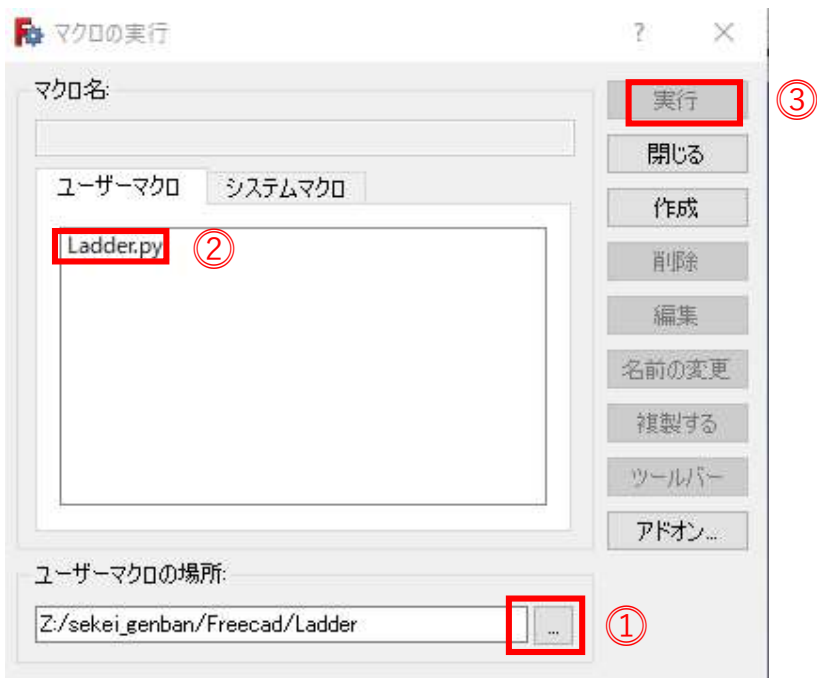 マクロの実行
マクロ名:
実行
③
閉じる
ユーザーマクロ
システムマクロ
作成
Ladder.py
②
削除
編集
名前の変更
複製する
ツールバー
アドオン...
ユーザーマクロの場所:
Z:/sekei_genban/Freecad/Ladder
...
①